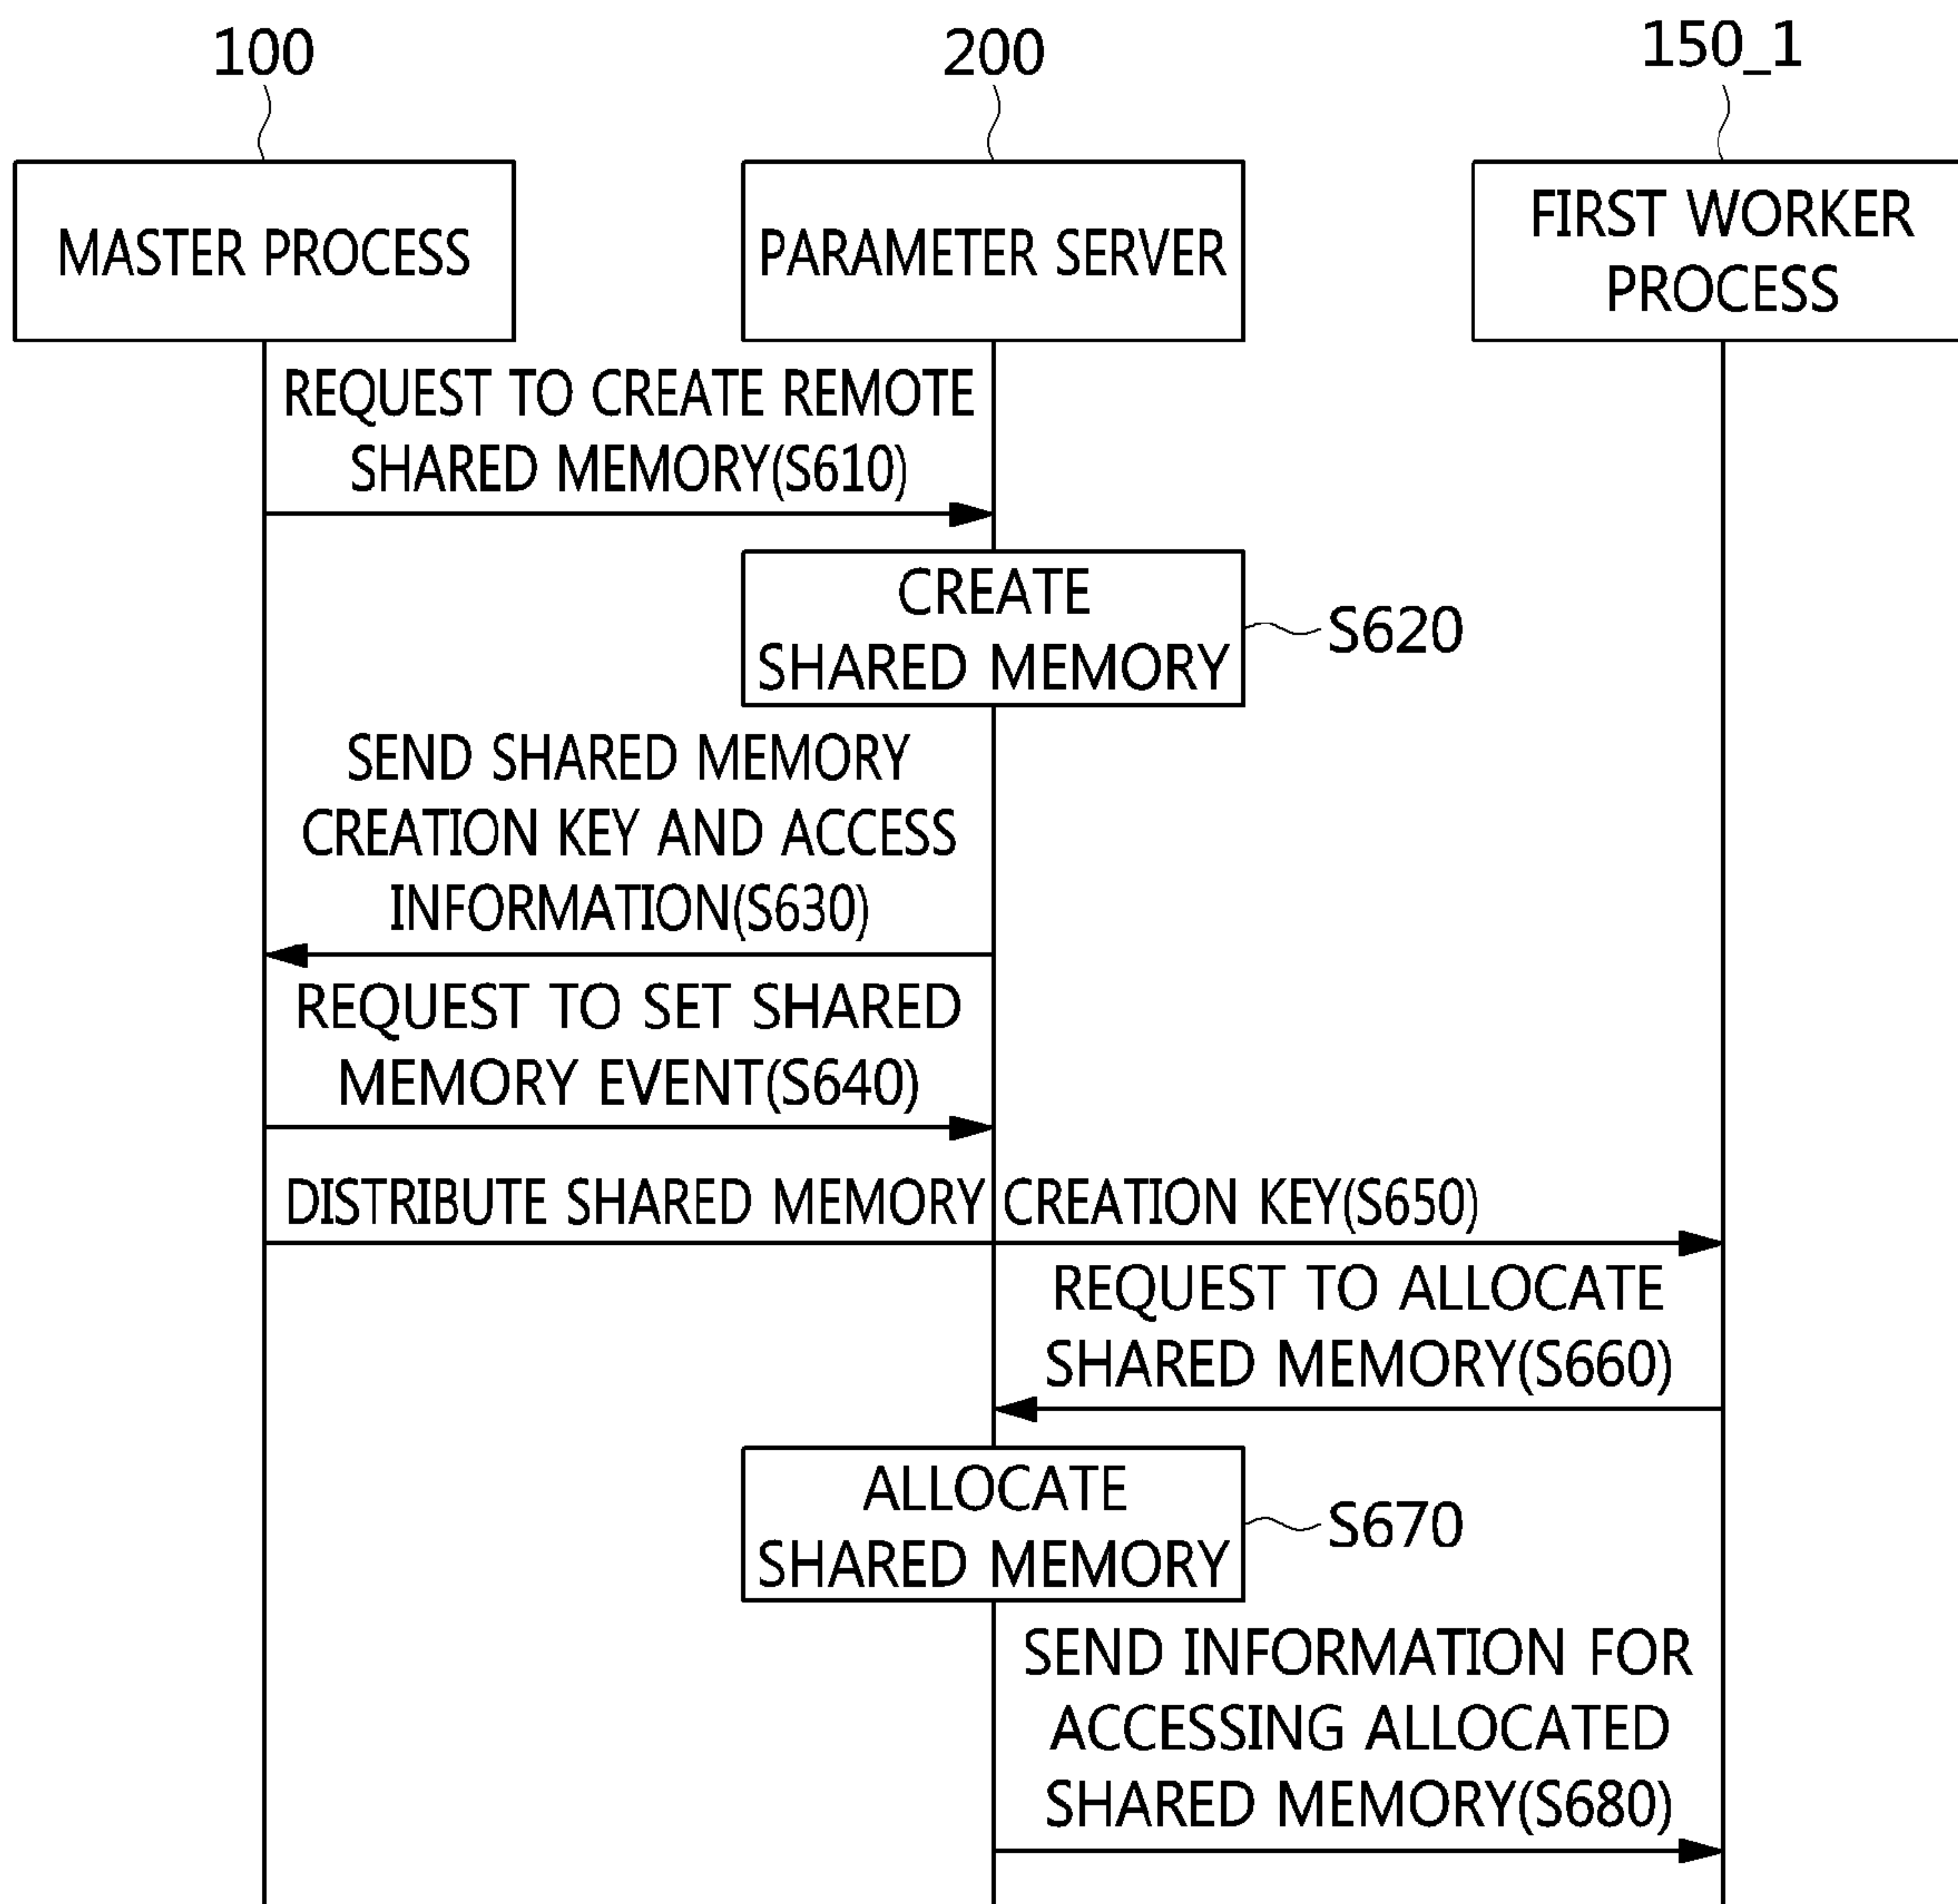 100
200
150_1
MASTER PROCESS
PARAMETER SERVER
FIRST WORKER
PROCESS
REQUEST TO CREATE REMOTE
SHARED MEMORY(S610)
CREATE
SHARED MEMORY
S620
SEND SHARED MEMORY
CREATION KEY AND ACCESS
INFORMATION(S630)
REQUEST TO SET SHARED
MEMORY EVENT(S640)
DISTRIBUTE SHARED MEMORY CREATION KEY(S650)
REQUEST TO ALLOCATE
SHARED MEMORY(S660)
ALLOCATE
SHARED MEMORY
S670
SEND INFORMATION FOR
ACCESSING ALLOCATED
SHARED MEMORY(S680)